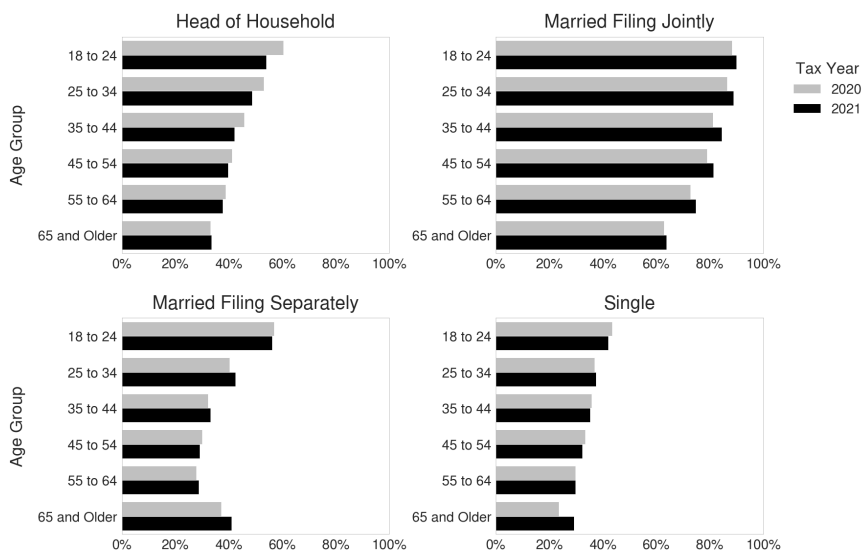 Head of Household
Married Filing Jointly
Age Group
18 to 24
25 to 34
35 to 44
45 to 54
55 to 64
65 and Older
0% 20% 40% 60% 80% 100%
18 to 24
25 to 34
35 to 44
45 to 54
55 to 64
65 and Older
0% 20% 40% 60% 80% 100%
Tax Year
2020
2021
Married Filing Separately
Single
Age Group
18 to 24
25 to 34
35 to 44
45 to 54
55 to 64
65 and Older
0% 20% 40% 60% 80% 100%
18 to 24
25 to 34
35 to 44
45 to 54
55 to 64
65 and Older
0% 20% 40% 60% 80% 100%